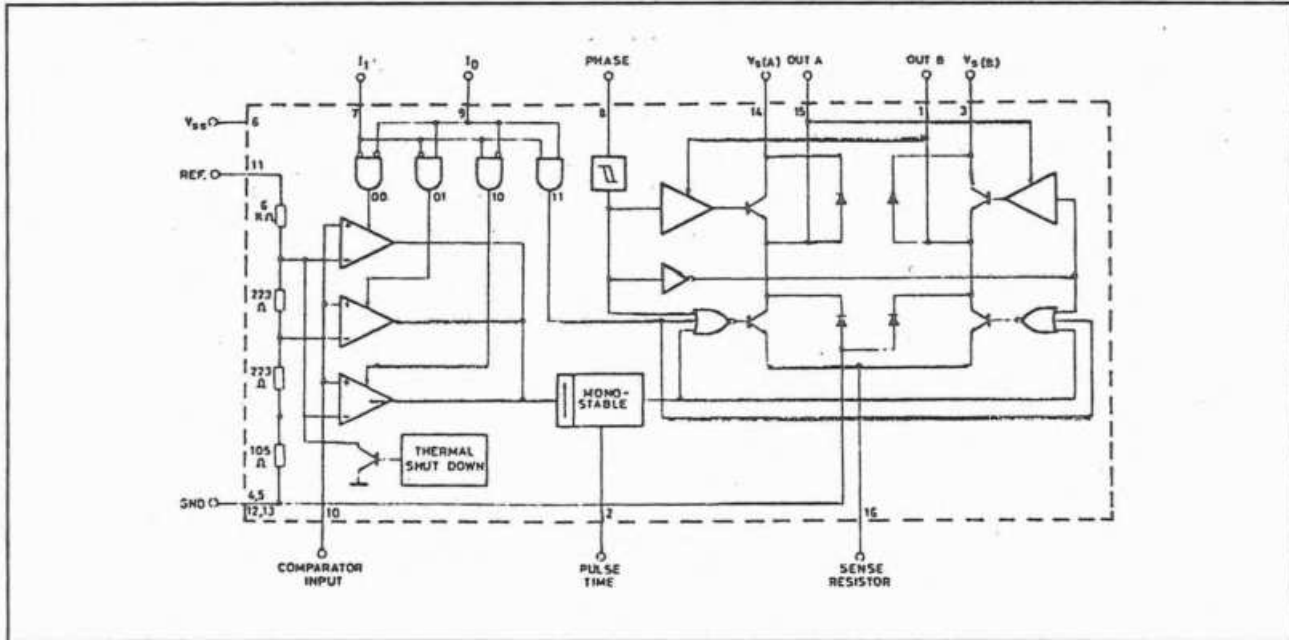 I1
I0
PHASE
Vs(A)
OUT A
OUT B
Vs(B)
Vss
6
7
9
8
14
15
1
3
REF.
11
6
KΩ
00
01
10
11
223
Ω
223
Ω
105
Ω
MONO-
STABLE
THERMAL
SHUT DOWN
GND
4,5
12,13
10
2
16
COMPARATOR
INPUT
PULSE
TIME
SENSE
RESISTOR